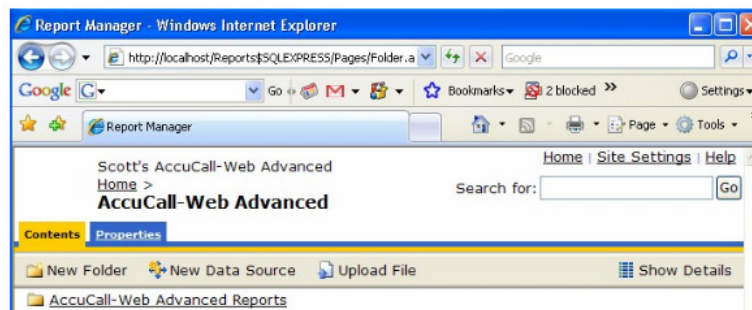 Report Manager - Windows Internet Explorer
http://localhost/Reports$SQLEXPRESS/Pages/Folder.a
Google
Google G Go Bookmarks 2 blocked Settings
Report Manager Page Tools
Scott's AccuCall-Web Advanced
Home | Site Settings | Help
Home >
AccuCall-Web Advanced
Search for: Go
Contents Properties
New Folder New Data Source Upload File Show Details
AccuCall-Web Advanced Reports